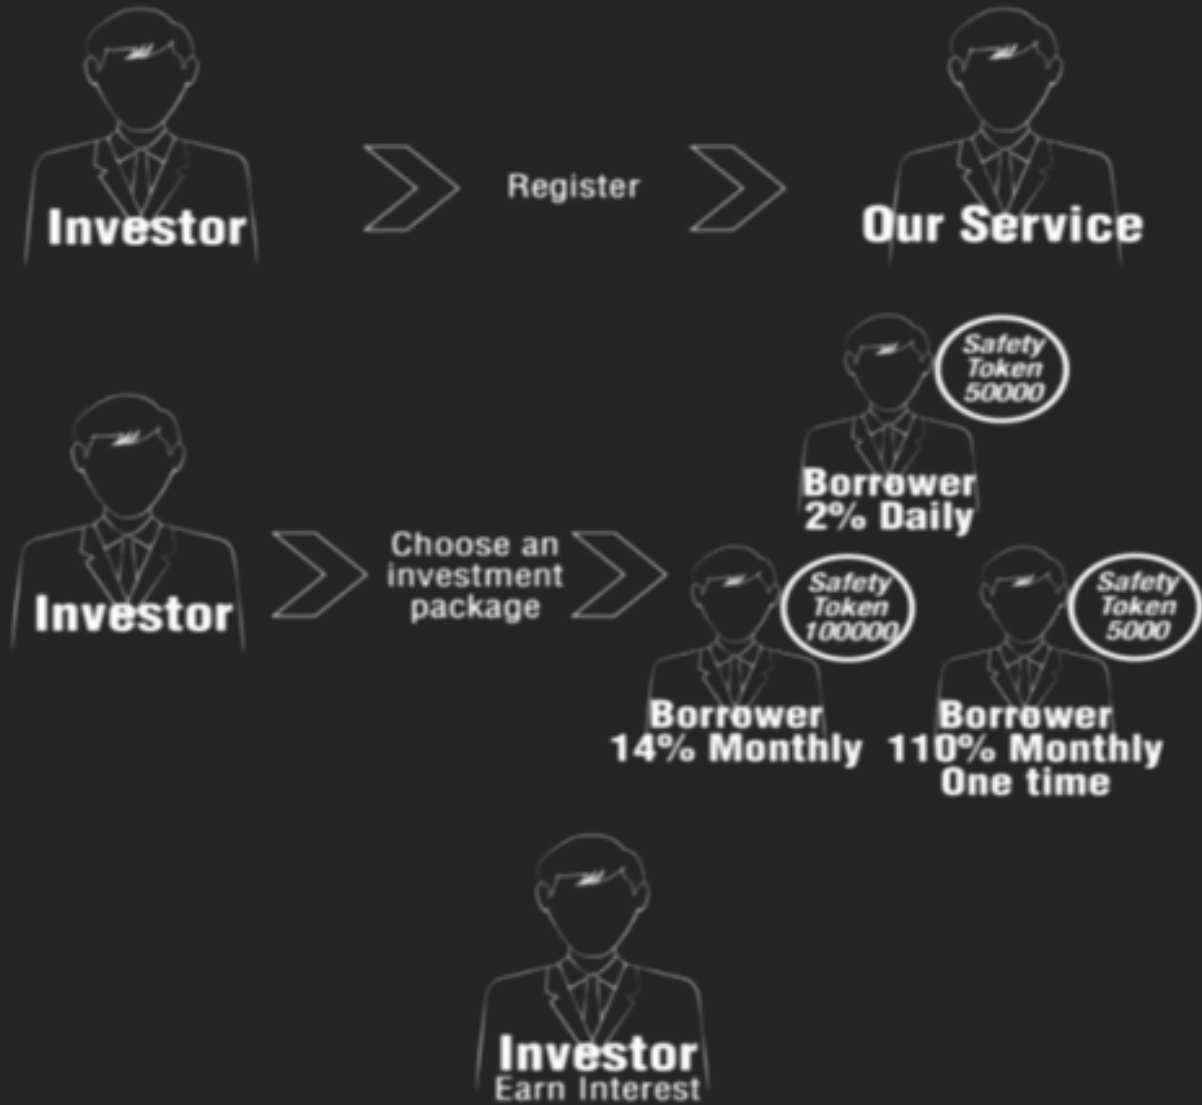 Register
Investor
Our Service
Safety
Token
50000
Borrower
2% Daily
Choose an
investment
package
Investor
Safety
Token
100000
Borrower
14% Monthly
Safety
Token
5000
Borrower
110% Monthly
One time
Investor
Earn Interest